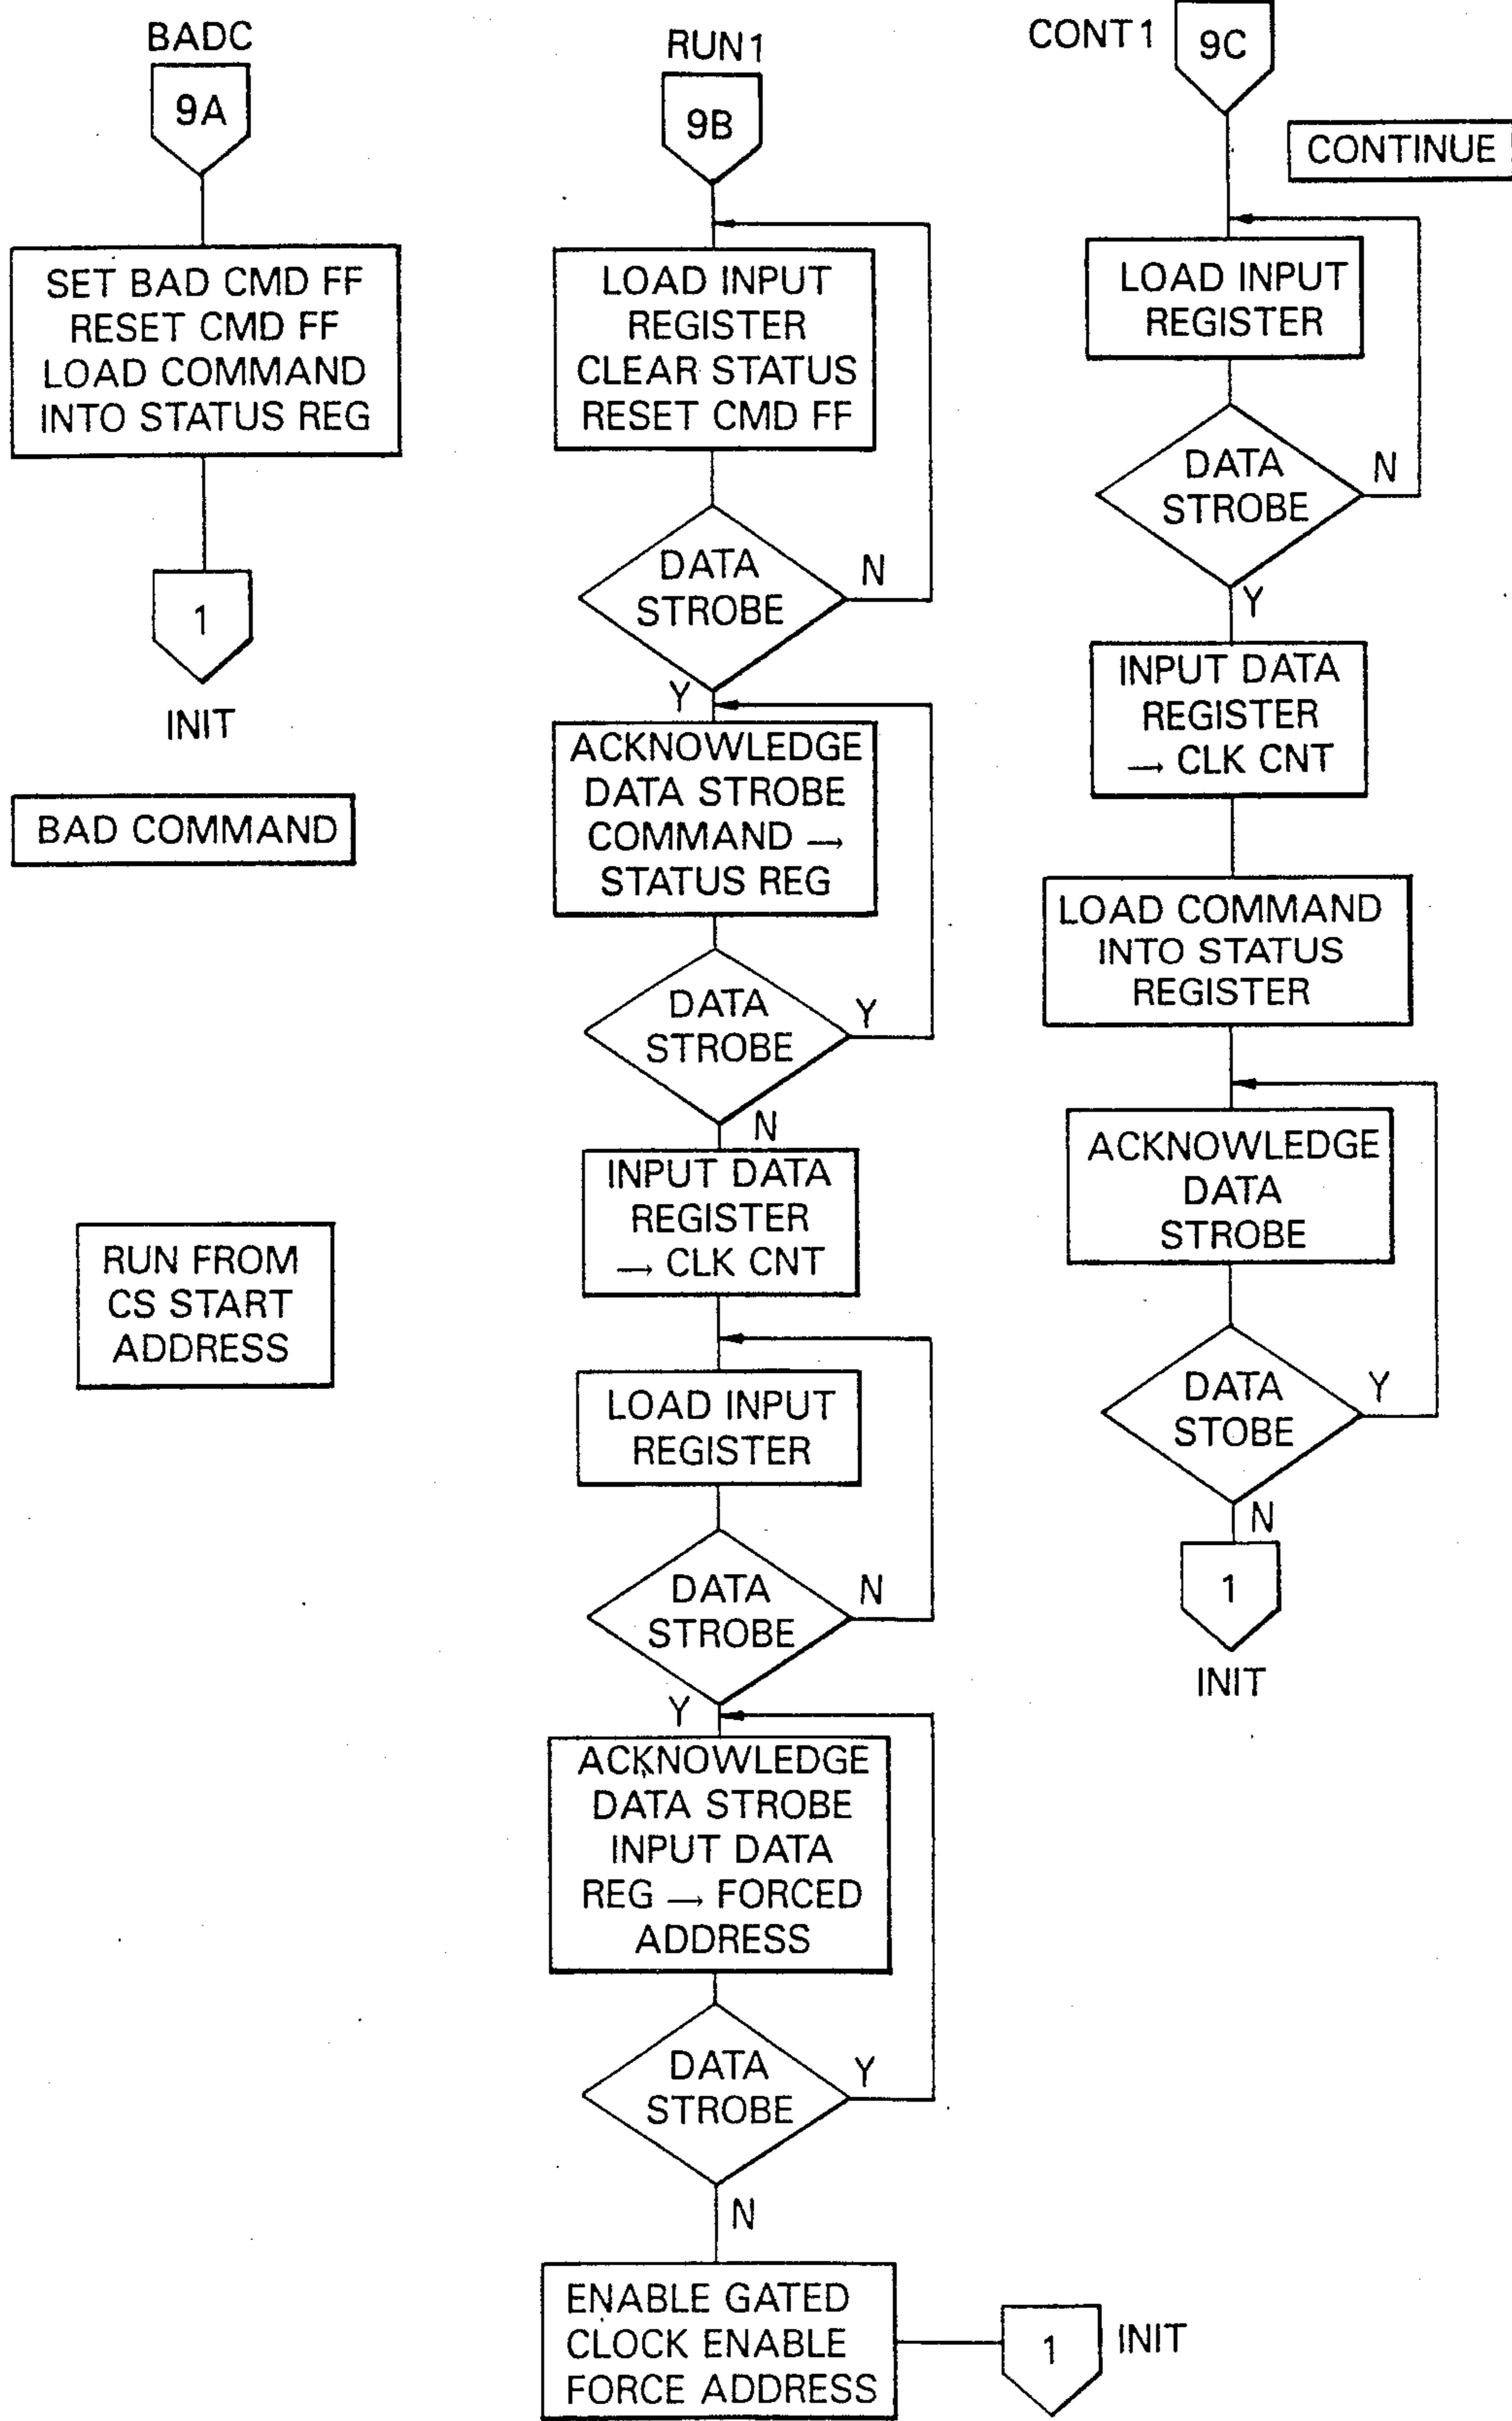 BADC
9A
SET BAD CMD FF
RESET CMD FF
LOAD COMMAND
INTO STATUS REG
1
INIT
BAD COMMAND
RUN FROM
CS START
ADDRESS
RUN1
9B
LOAD INPUT
REGISTER
CLEAR STATUS
RESET CMD FF
DATA
STROBE
N
Y
ACKNOWLEDGE
DATA STROBE
COMMAND →
STATUS REG
DATA
STROBE
Y
N
INPUT DATA
REGISTER
→ CLK CNT
LOAD INPUT
REGISTER
DATA
STROBE
N
Y
ACKNOWLEDGE
DATA STROBE
INPUT DATA
REG → FORCED
ADDRESS
DATA
STROBE
Y
N
ENABLE GATED
CLOCK ENABLE
FORCE ADDRESS
1
INIT
CONT1
9C
CONTINUE
LOAD INPUT
REGISTER
DATA
STROBE
N
Y
INPUT DATA
REGISTER
→ CLK CNT
LOAD COMMAND
INTO STATUS
REGISTER
ACKNOWLEDGE
DATA
STROBE
DATA
STOBE
Y
N
1
INIT